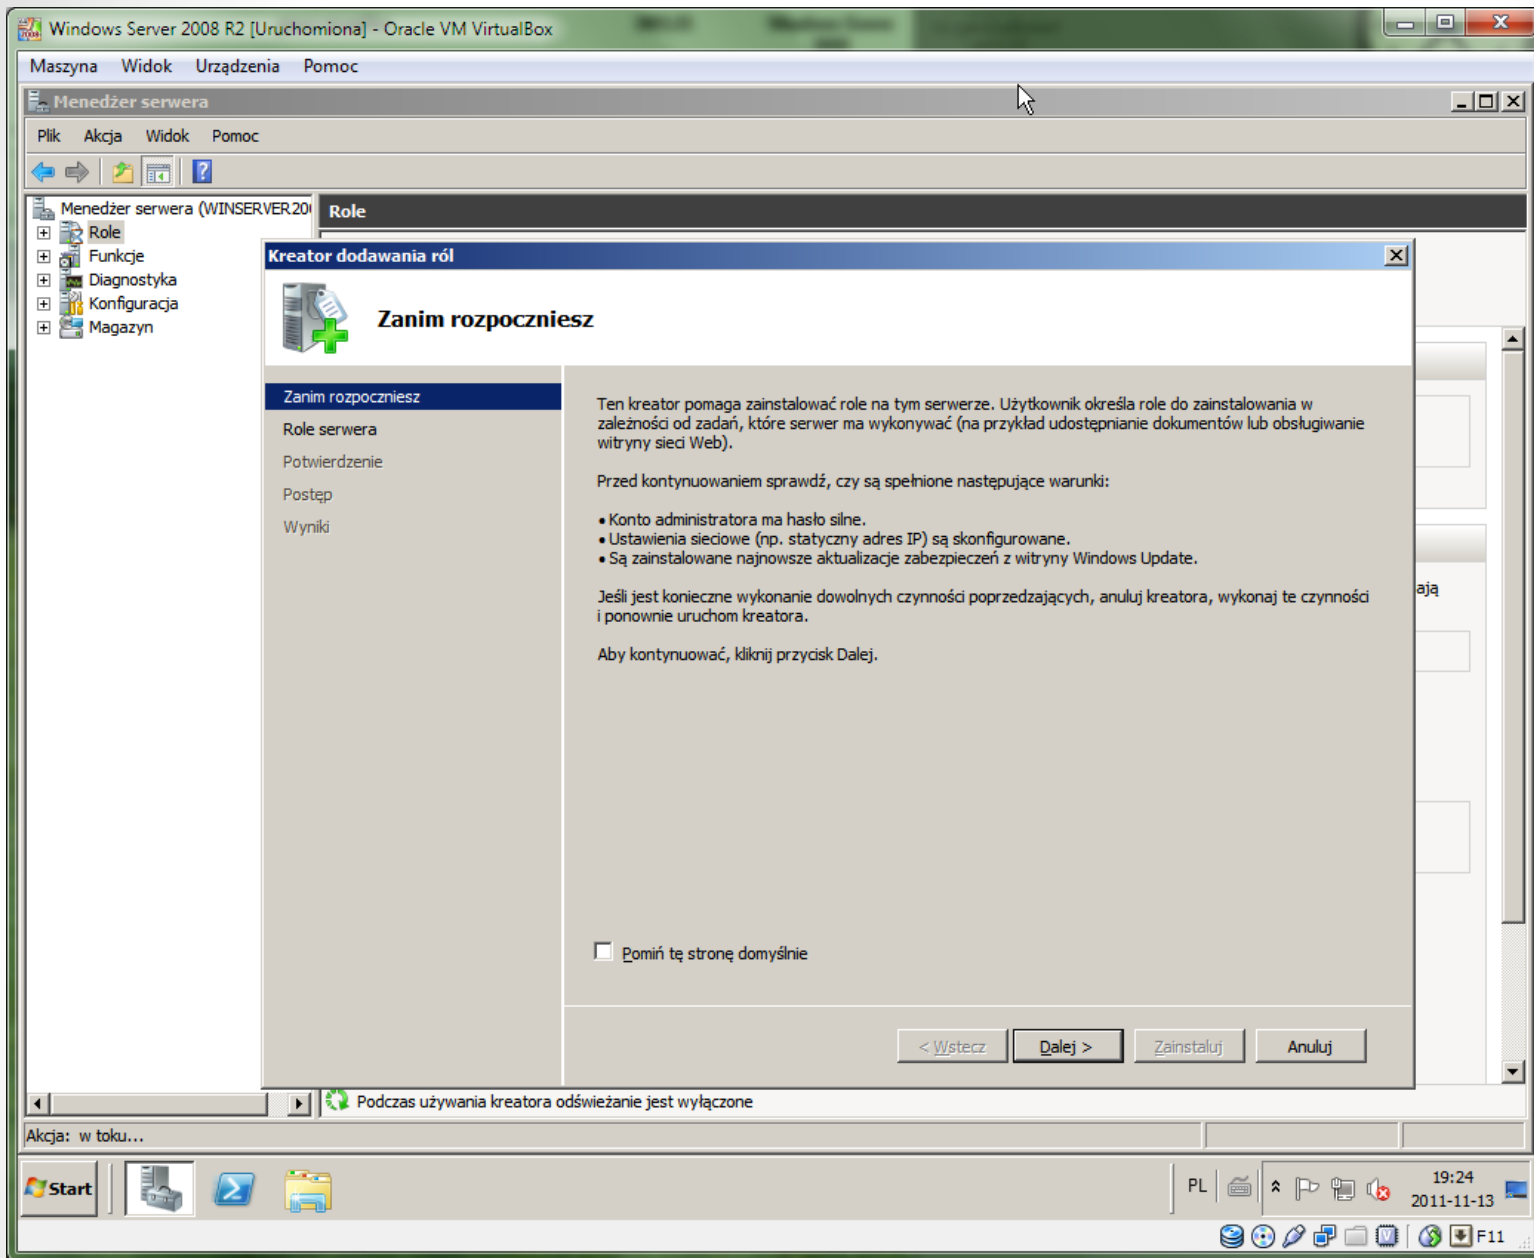 Windows Server 2008 R2 [Uruchomiona] - Oracle VM VirtualBox
Maszyna Widok Urządzenia Pomoc
Menedżer serwera
Plik Akcja Widok Pomoc
Menedżer serwera (WINSERVER20
Role
Funkcje
Diagnostyka
Konfiguracja
Magazyn
Role
Kreator dodawania ról
Zanim rozpoczniesz
Zanim rozpoczniesz
Role serwera
Potwierdzenie
Postęp
Wyniki
Ten kreator pomaga zainstalować role na tym serwerze. Użytkownik określa role do zainstalowania w
zależności od zadań, które serwer ma wykonywać (na przykład udostępnianie dokumentów lub obsługiwanie
witryny sieci Web).
Przed kontynuowaniem sprawdź, czy są spełnione następujące warunki:
• Konto administratora ma hasło silne.
• Ustawienia sieciowe (np. statyczny adres IP) są skonfigurowane.
• Są zainstalowane najnowsze aktualizacje zabezpieczeń z witryny Windows Update.
Jeśli jest konieczne wykonanie dowolnych czynności poprzedzających, anuluj kreatora, wykonaj te czynności
i ponownie uruchom kreatora.
Aby kontynuować, kliknij przycisk Dalej.
ają
Pomiń tę stronę domyślnie
< Wstecz Dalej > Zainstaluj Anuluj
Podczas używania kreatora odświeżanie jest wyłączone
Akcja: w toku...
Start
PL
19:24
2011-11-13
F11